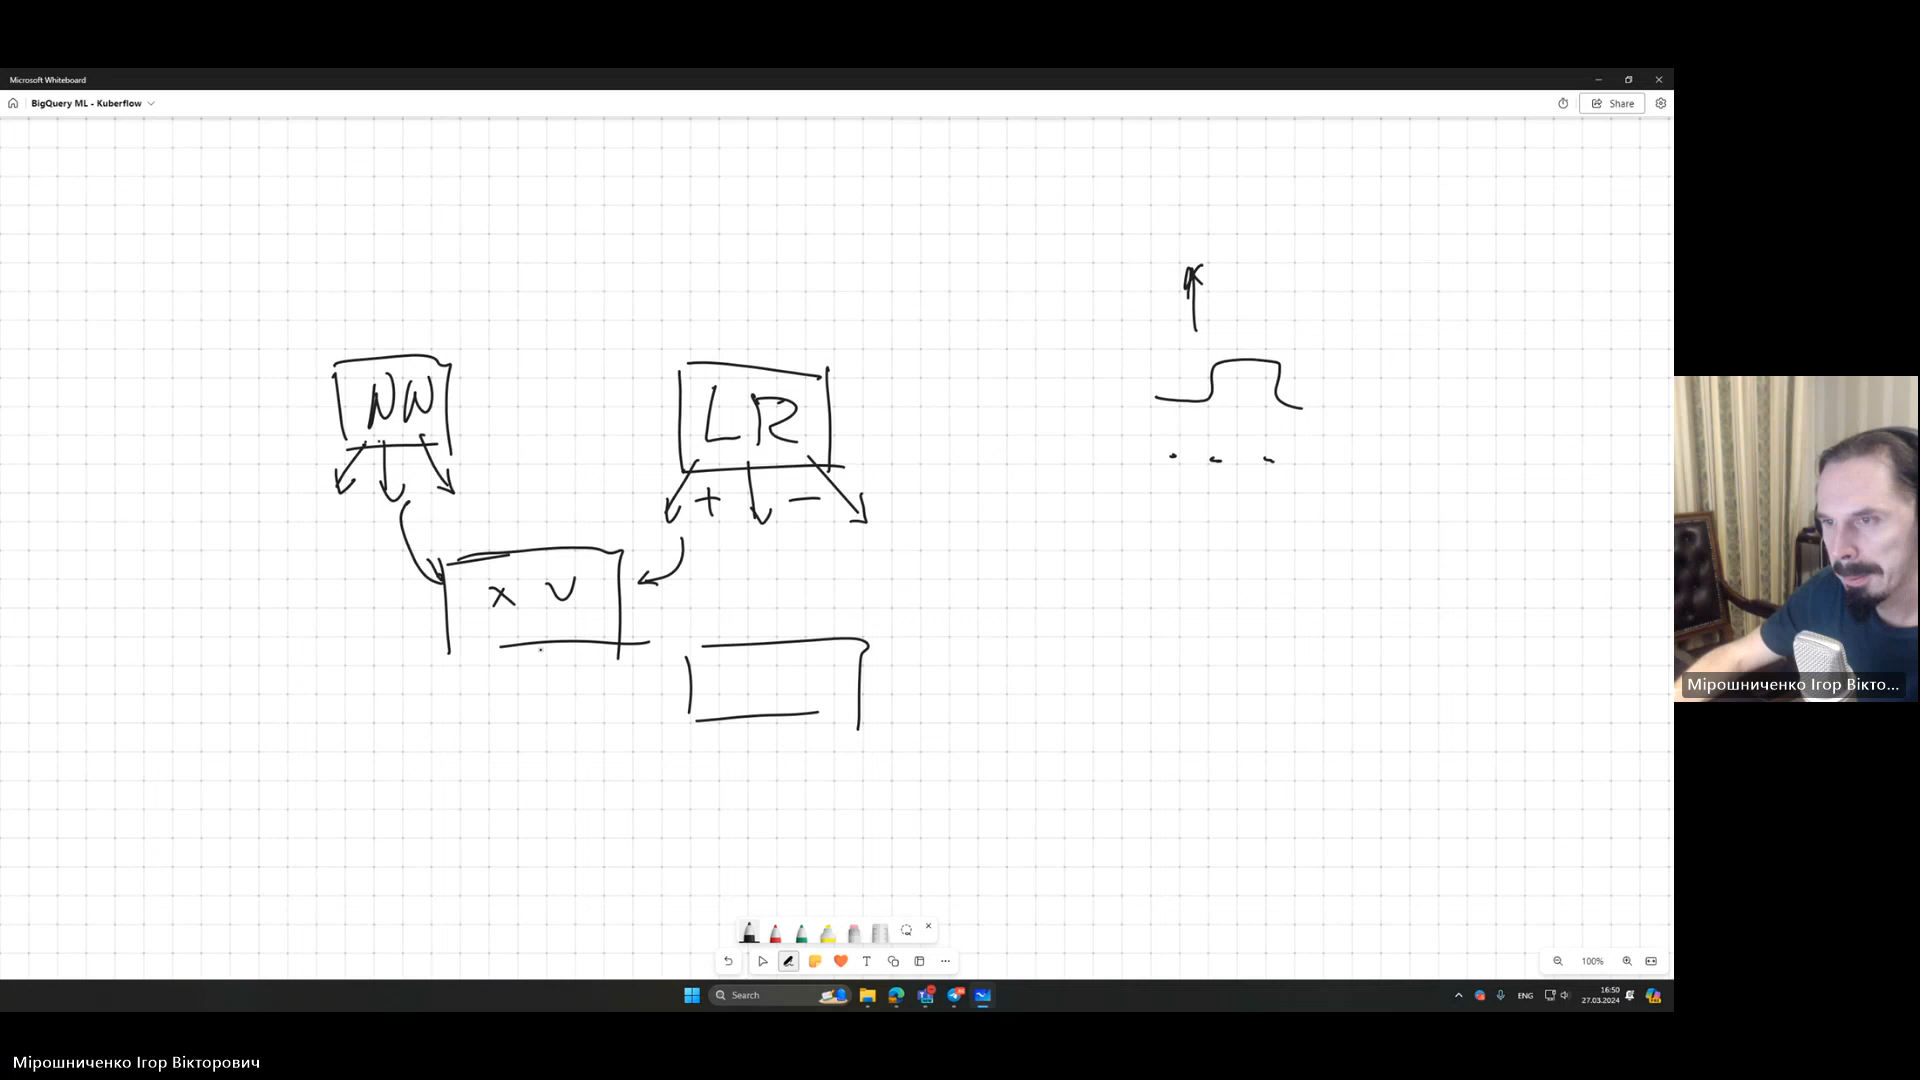 Microsoft Whiteboard
BigQuery ML - Kuberflow
Share
NN
LR
+ -
x v
Мірошниченко Ігор Вікто...
T
100%
Search
ENG
16:50
27.03.2024
Мірошниченко Ігор Вікторович